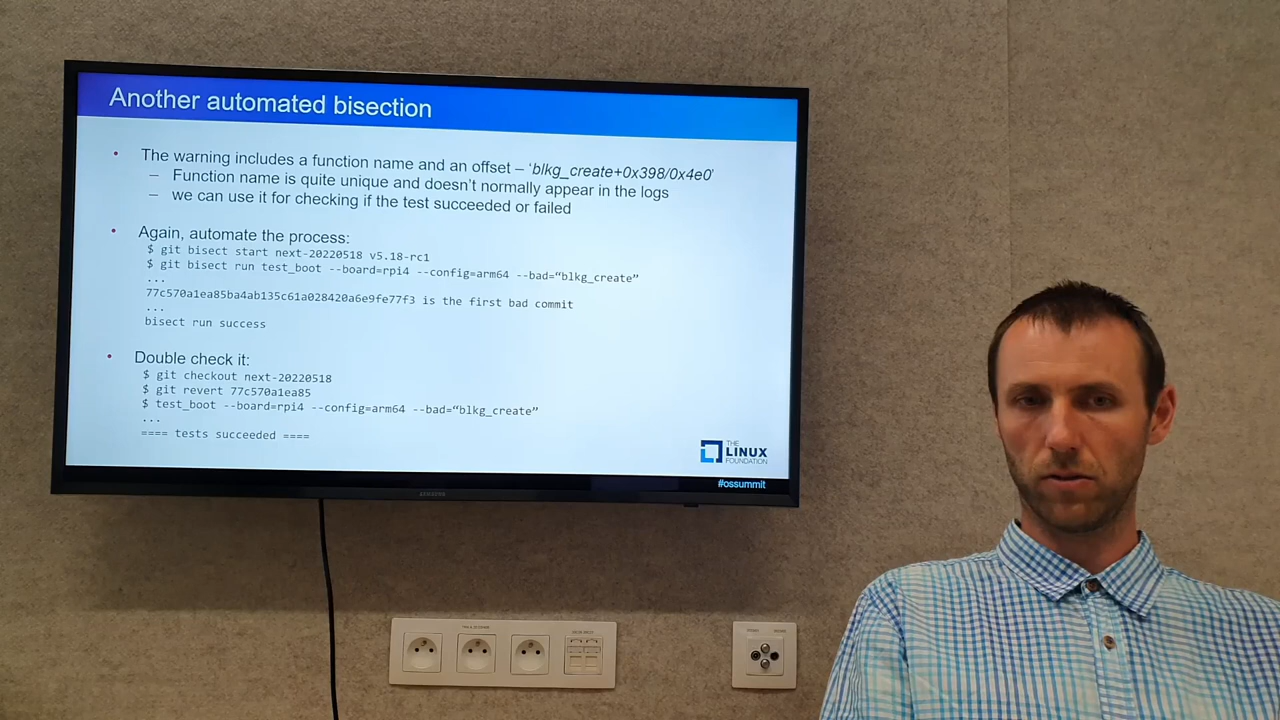 Another automated bisection
• The warning includes a function name and an offset – 'blkg_create+0x398/0x4e0'
– Function name is quite unique and doesn't normally appear in the logs
– we can use it for checking if the test succeeded or failed
• Again, automate the process:
$ git bisect start next-20220518 v5.18-rc1
$ git bisect run test_boot --board=rpi4 --config=arm64 --bad=“blkg_create”
...
77c570a1ea85ba4ab135c61a028420a6e9fe77f3 is the first bad commit
...
bisect run success
• Double check it:
$ git checkout next-20220518
$ git revert 77c570a1ea85
$ test_boot --board=rpi4 --config=arm64 --bad=“blkg_create”
...
==== tests succeeded ====
THE
LINUX
FOUNDATION
#ossummit
SAMSUNG